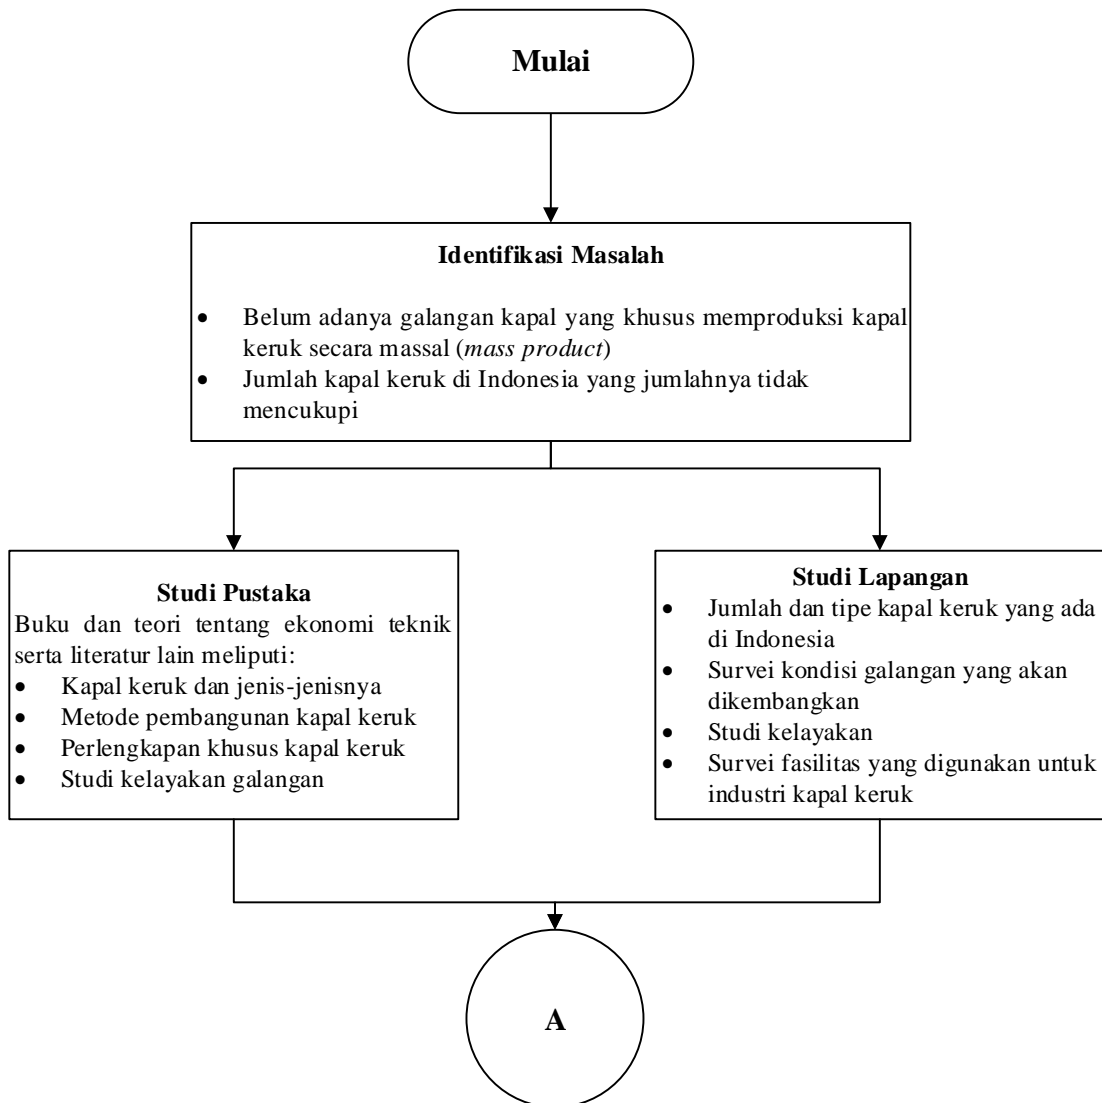 Mulai
Identifikasi Masalah
• Belum adanya galangan kapal yang khusus memproduksi kapal
keruk secara massal (mass product)
• Jumlah kapal keruk di Indonesia yang jumlahnya tidak
mencukupi
Studi Pustaka
Buku dan teori tentang ekonomi teknik
serta literatur lain meliputi:
• Kapal keruk dan jenis-jenisnya
• Metode pembangunan kapal keruk
• Perlengkapan khusus kapal keruk
• Studi kelayakan galangan
Studi Lapangan
• Jumlah dan tipe kapal keruk yang ada
di Indonesia
• Survei kondisi galangan yang akan
dikembangkan
• Studi kelayakan
• Survei fasilitas yang digunakan untuk
industri kapal keruk
A